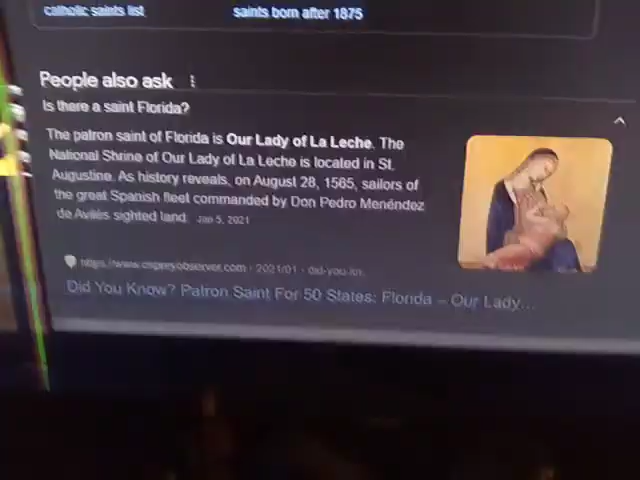 catholic saints list
saints born after 1875
People also ask
Is there a saint Florida?
The patron saint of Florida is Our Lady of La Leche. The
National Shrine of Our Lady of La Leche is located in St.
Augustine. As history reveals, on August 28, 1565, sailors of
the great Spanish fleet commanded by Don Pedro Menéndez
de Avilés sighted land. Jan 5, 2021
https://www.ospreyobserver.com › 2021/01 › did-you-kn...
Did You Know? Patron Saint For 50 States: Florida – Our Lady...